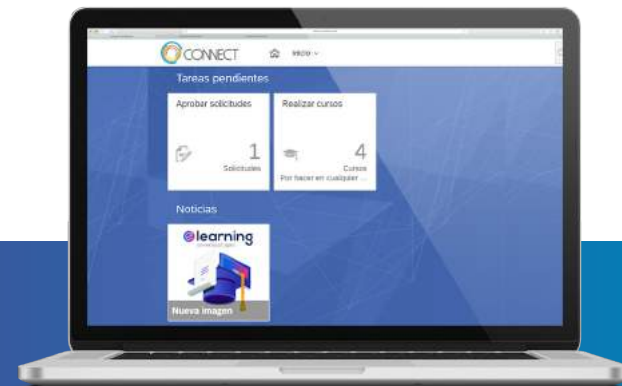 CONNECT
INICIO
Tareas pendientes
Aprobar solicitudes
1
Solicitudes
Realizar cursos
4
Cursos
Por hacer en cualquier ...
Noticias
elearning
Nueva imagen